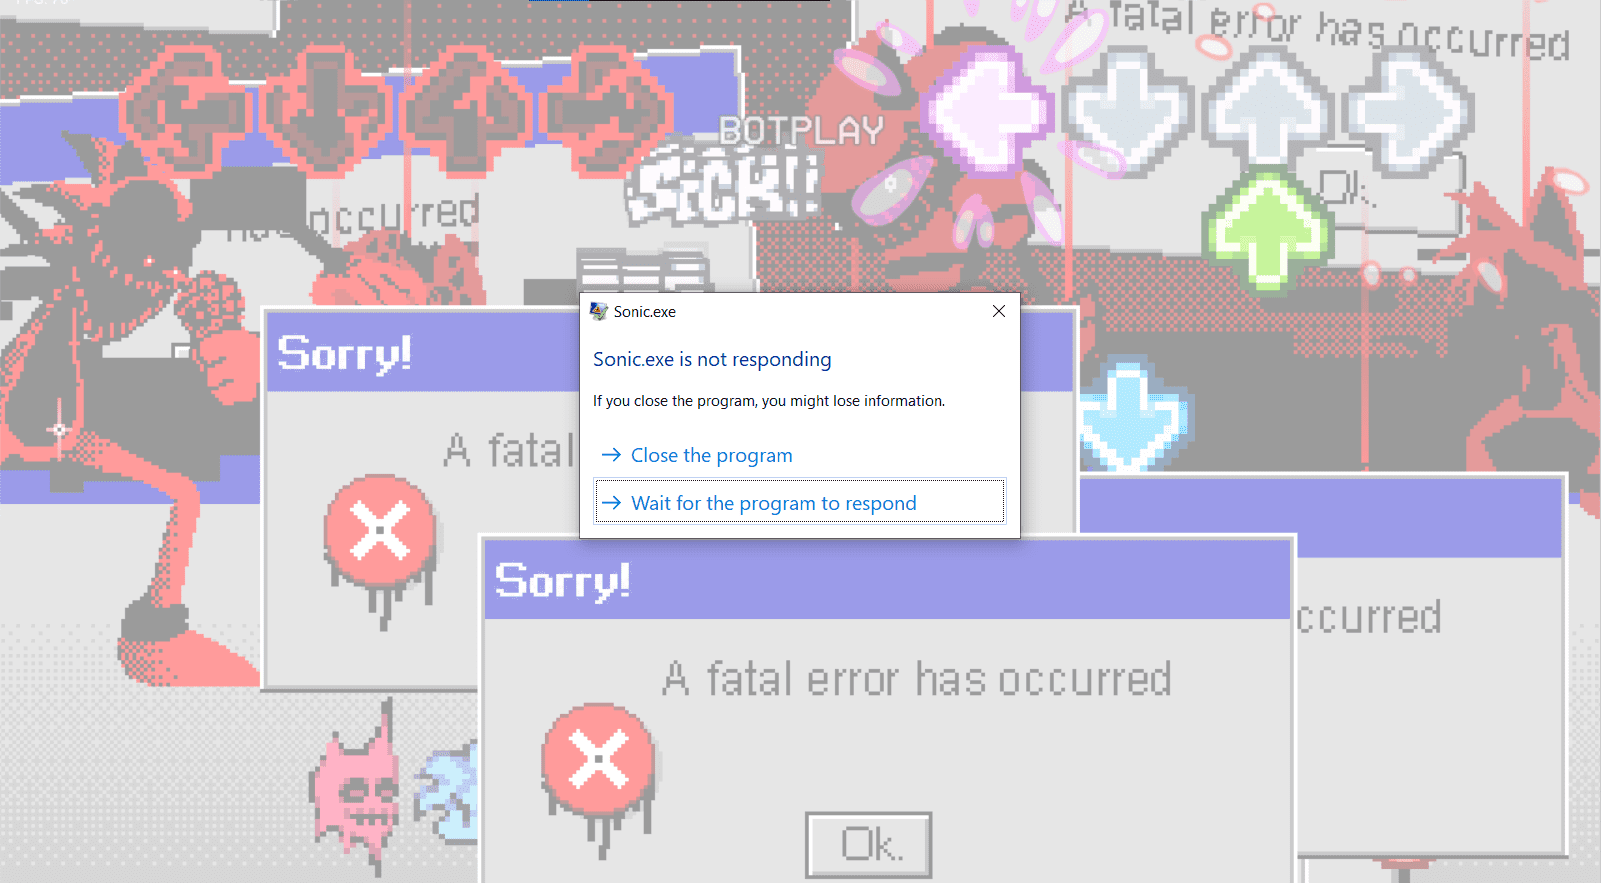 A fatal error has occurred
BOTPLAY
SiCK!!
Ok.
occurred
Sonic.exe
Sonic.exe is not responding
If you close the program, you might lose information.
Close the program
Wait for the program to respond
Sorry!
A fatal
Sorry!
occurred
A fatal error has occurred
Ok.